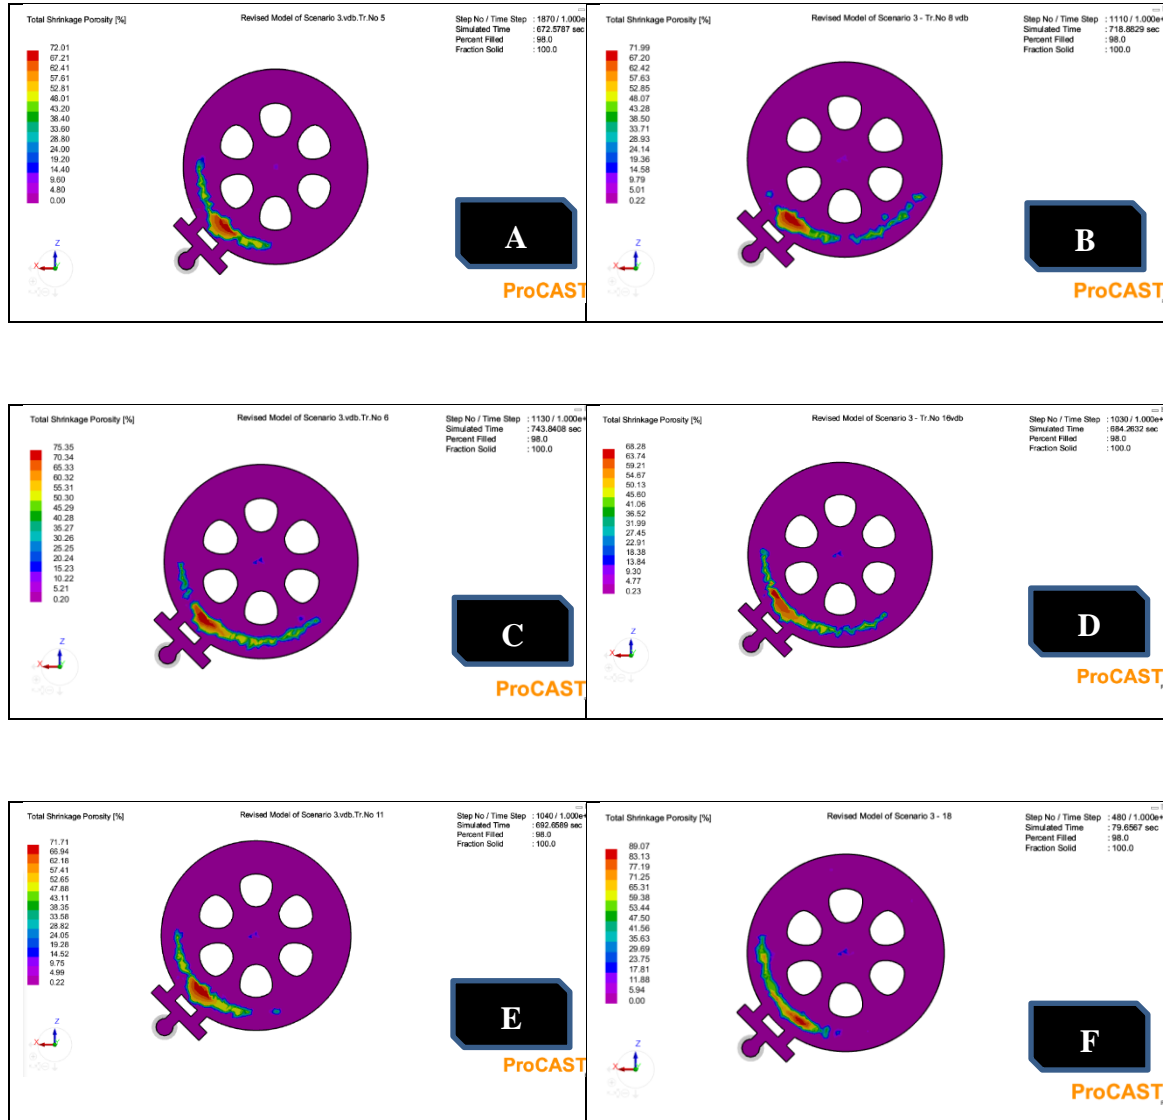 Total Shrinkage Porosity [%]
Revised Model of Scenario 3.vdb.Tr.No 5
Step No / Time Step : 1870 / 1.000e+
Simulated Time : 672.5787 sec
Percent Filled : 98.0
Fraction Solid : 100.0
72.01
67.21
62.41
57.61
52.81
48.01
43.20
38.40
33.60
28.80
24.00
19.20
14.40
9.60
4.80
0.00
Z
X
A
ProCAST
Total Shrinkage Porosity [%]
Revised Model of Scenario 3 - Tr.No 8 vdb
Step No / Time Step : 1110 / 1.000e+
Simulated Time : 718.8829 sec
Percent Filled : 98.0
Fraction Solid : 100.0
71.99
67.20
62.42
57.63
52.85
48.07
43.28
38.50
33.71
28.93
24.14
19.36
14.58
9.79
5.01
0.22
Z
X
B
ProCAST
Total Shrinkage Porosity [%]
Revised Model of Scenario 3.vdb.Tr.No 6
Step No / Time Step : 1130 / 1.000e+
Simulated Time : 743.8408 sec
Percent Filled : 98.0
Fraction Solid : 100.0
75.35
70.34
65.33
60.32
55.31
50.30
45.29
40.28
35.27
30.26
25.25
20.24
15.23
10.22
5.21
0.20
Z
X
C
ProCAST
Total Shrinkage Porosity [%]
Revised Model of Scenario 3 - Tr.No 16vdb
Step No / Time Step : 1030 / 1.000e+
Simulated Time : 684.2632 sec
Percent Filled : 98.0
Fraction Solid : 100.0
68.28
63.74
59.21
54.67
50.13
45.60
41.06
36.52
31.99
27.45
22.91
18.38
13.84
9.30
4.77
0.23
Z
X
D
ProCAST
Total Shrinkage Porosity [%]
Revised Model of Scenario 3.vdb.Tr.No 11
Step No / Time Step : 1040 / 1.000e+
Simulated Time : 692.6589 sec
Percent Filled : 98.0
Fraction Solid : 100.0
71.71
66.94
62.18
57.41
52.65
47.88
43.11
38.35
33.58
28.82
24.05
19.28
14.52
9.75
4.99
0.22
Z
X
E
ProCAST
Total Shrinkage Porosity [%]
Revised Model of Scenario 3 - 18
Step No / Time Step : 480 / 1.000e+
Simulated Time : 79.6567 sec
Percent Filled : 98.0
Fraction Solid : 100.0
89.07
83.13
77.19
71.25
65.31
59.38
53.44
47.50
41.56
35.63
29.69
23.75
17.81
11.88
5.94
0.00
Z
X
F
ProCAST